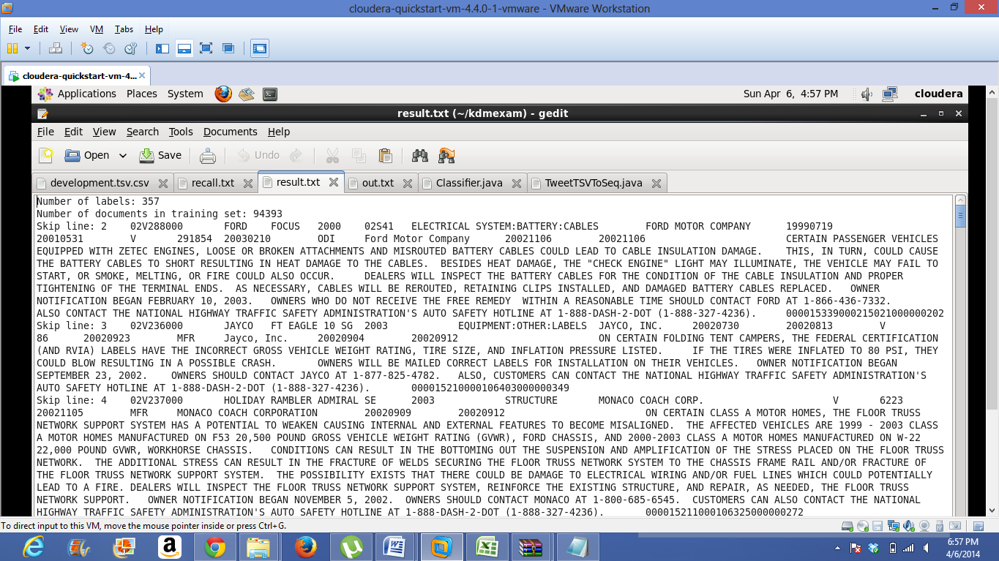 cloudera-quickstart-vm-4.4.0-1-vmware - VMware Workstation
File Edit View VM Tabs Help
cloudera-quickstart-vm-4...
Applications Places System Sun Apr 6, 4:57 PM cloudera
result.txt (~/kdmexam) - gedit
File Edit View Search Tools Documents Help
Open Save Undo
development.tsv.csv recall.txt result.txt out.txt Classifier.java TweetTSVToSeq.java
Number of labels: 357
Number of documents in training set: 94393
Skip line: 2 02V288000 FORD FOCUS 2000 02S41 ELECTRICAL SYSTEM:BATTERY:CABLES FORD MOTOR COMPANY 19990719
20010531 V 291854 20030210 ODI Ford Motor Company 20021106 20021106 CERTAIN PASSENGER VEHICLES
EQUIPPED WITH ZETEC ENGINES, LOOSE OR BROKEN ATTACHMENTS AND MISROUTED BATTERY CABLES COULD LEAD TO CABLE INSULATION DAMAGE. THIS, IN TURN, COULD CAUSE
THE BATTERY CABLES TO SHORT RESULTING IN HEAT DAMAGE TO THE CABLES. BESIDES HEAT DAMAGE, THE "CHECK ENGINE" LIGHT MAY ILLUMINATE, THE VEHICLE MAY FAIL TO
START, OR SMOKE, MELTING, OR FIRE COULD ALSO OCCUR. DEALERS WILL INSPECT THE BATTERY CABLES FOR THE CONDITION OF THE CABLE INSULATION AND PROPER
TIGHTENING OF THE TERMINAL ENDS. AS NECESSARY, CABLES WILL BE REROUTED, RETAINING CLIPS INSTALLED, AND DAMAGED BATTERY CABLES REPLACED. OWNER
NOTIFICATION BEGAN FEBRUARY 10, 2003. OWNERS WHO DO NOT RECEIVE THE FREE REMEDY WITHIN A REASONABLE TIME SHOULD CONTACT FORD AT 1-866-436-7332.
ALSO CONTACT THE NATIONAL HIGHWAY TRAFFIC SAFETY ADMINISTRATION'S AUTO SAFETY HOTLINE AT 1-888-DASH-2-DOT (1-888-327-4236). 000015339000215021000000202
Skip line: 3 02V236000 JAYCO FT EAGLE 10 SG 2003 EQUIPMENT:OTHER:LABELS JAYCO, INC. 20020730 20020813 V
86 20020923 MFR Jayco, Inc. 20020904 20020912 ON CERTAIN FOLDING TENT CAMPERS, THE FEDERAL CERTIFICATION
(AND RVIA) LABELS HAVE THE INCORRECT GROSS VEHICLE WEIGHT RATING, TIRE SIZE, AND INFLATION PRESSURE LISTED. IF THE TIRES WERE INFLATED TO 80 PSI, THEY
COULD BLOW RESULTING IN A POSSIBLE CRASH. OWNERS WILL BE MAILED CORRECT LABELS FOR INSTALLATION ON THEIR VEHICLES. OWNER NOTIFICATION BEGAN
SEPTEMBER 23, 2002. OWNERS SHOULD CONTACT JAYCO AT 1-877-825-4782. ALSO, CUSTOMERS CAN CONTACT THE NATIONAL HIGHWAY TRAFFIC SAFETY ADMINISTRATION'S
AUTO SAFETY HOTLINE AT 1-888-DASH-2-DOT (1-888-327-4236). 000015210000106403000000349
Skip line: 4 02V237000 HOLIDAY RAMBLER ADMIRAL SE 2003 STRUCTURE MONACO COACH CORP. V 6223
20021105 MFR MONACO COACH CORPORATION 20020909 20020912 ON CERTAIN CLASS A MOTOR HOMES, THE FLOOR TRUSS
NETWORK SUPPORT SYSTEM HAS A POTENTIAL TO WEAKEN CAUSING INTERNAL AND EXTERNAL FEATURES TO BECOME MISALIGNED. THE AFFECTED VEHICLES ARE 1999 - 2003 CLASS
A MOTOR HOMES MANUFACTURED ON F53 20,500 POUND GROSS VEHICLE WEIGHT RATING (GVWR), FORD CHASSIS, AND 2000-2003 CLASS A MOTOR HOMES MANUFACTURED ON W-22
22,000 POUND GVWR, WORKHORSE CHASSIS. CONDITIONS CAN RESULT IN THE BOTTOMING OUT THE SUSPENSION AND AMPLIFICATION OF THE STRESS PLACED ON THE FLOOR TRUSS
NETWORK. THE ADDITIONAL STRESS CAN RESULT IN THE FRACTURE OF WELDS SECURING THE FLOOR TRUSS NETWORK SYSTEM TO THE CHASSIS FRAME RAIL AND/OR FRACTURE OF
THE FLOOR TRUSS NETWORK SUPPORT SYSTEM. THE POSSIBILITY EXISTS THAT THERE COULD BE DAMAGE TO ELECTRICAL WIRING AND/OR FUEL LINES WHICH COULD POTENTIALLY
LEAD TO A FIRE. DEALERS WILL INSPECT THE FLOOR TRUSS NETWORK SUPPORT SYSTEM, REINFORCE THE EXISTING STRUCTURE, AND REPAIR, AS NEEDED, THE FLOOR TRUSS
NETWORK SUPPORT. OWNER NOTIFICATION BEGAN NOVEMBER 5, 2002. OWNERS SHOULD CONTACT MONACO AT 1-800-685-6545. CUSTOMERS CAN ALSO CONTACT THE NATIONAL
HIGHWAY TRAFFIC SAFETY ADMINISTRATION'S AUTO SAFETY HOTLINE AT 1-888-DASH-2-DOT (1-888-327-4236). 000015211000106325000000272
To direct input to this VM, move the mouse pointer inside or press Ctrl+G.
6:57 PM
4/6/2014